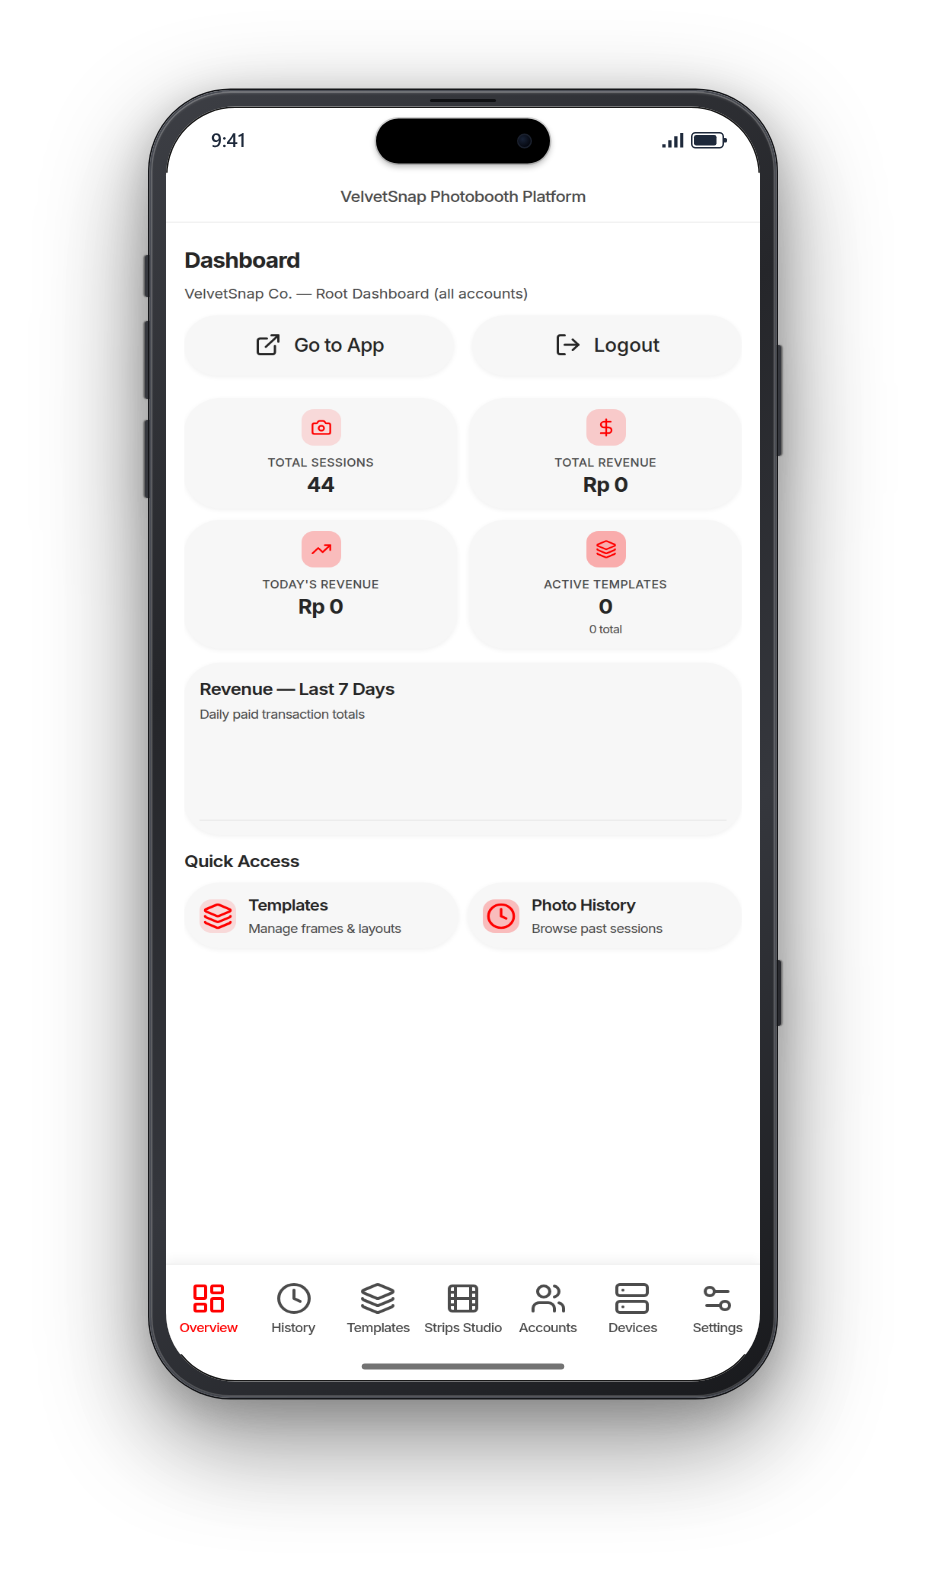 9:41
VelvetSnap Photobooth Platform
Dashboard
VelvetSnap Co. — Root Dashboard (all accounts)
Go to App
Logout
TOTAL SESSIONS
44
TOTAL REVENUE
Rp 0
TODAY'S REVENUE
Rp 0
ACTIVE TEMPLATES
0
0 total
Revenue — Last 7 Days
Daily paid transaction totals
Quick Access
Templates
Manage frames & layouts
Photo History
Browse past sessions
Overview
History
Templates
Strips Studio
Accounts
Devices
Settings